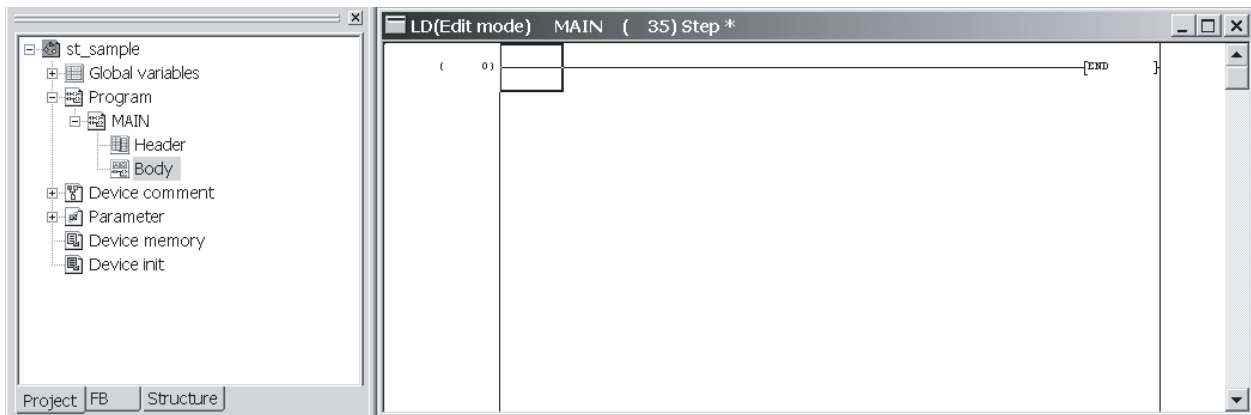 st_sample
Global variables
Program
MAIN
Header
Body
Device comment
Parameter
Device memory
Device init
Project FB Structure
LD(Edit mode) MAIN ( 35) Step *
( 0) [END ]